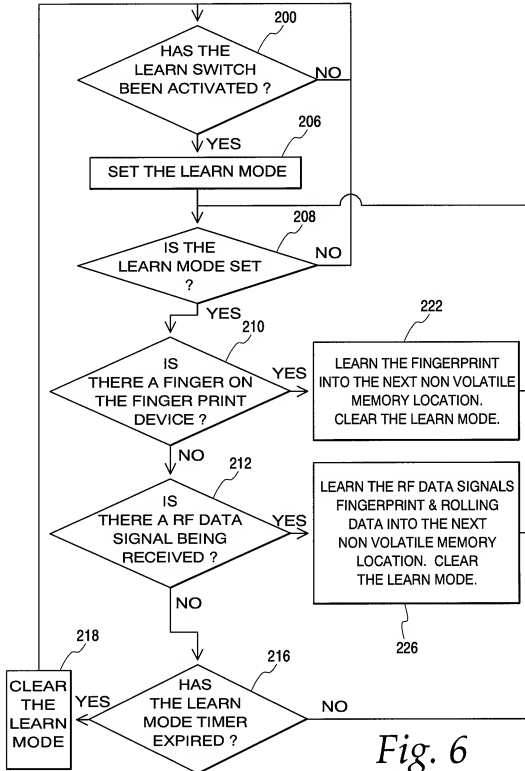 200
HAS THE
LEARN SWITCH
BEEN ACTIVATED ?
NO
YES
206
SET THE LEARN MODE
208
IS THE
LEARN MODE SET
?
NO
YES
210
IS
THERE A FINGER ON
THE FINGER PRINT
DEVICE ?
YES
NO
222
LEARN THE FINGERPRINT
INTO THE NEXT NON VOLATILE
MEMORY LOCATION.
CLEAR THE LEARN MODE.
212
IS
THERE A RF DATA
SIGNAL BEING
RECEIVED ?
YES
NO
LEARN THE RF DATA SIGNALS
FINGERPRINT & ROLLING
DATA INTO THE NEXT
NON VOLATILE MEMORY
LOCATION. CLEAR
THE LEARN MODE.
226
216
HAS
THE LEARN
MODE TIMER
EXPIRED ?
YES
NO
218
CLEAR
THE
LEARN
MODE
Fig. 6